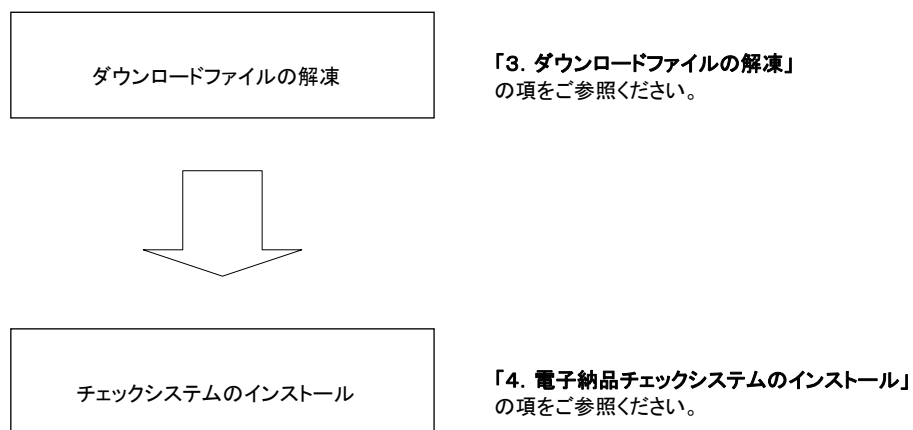 ダウンロードファイルの解凍
「3．ダウンロードファイルの解凍」
の項をご参照ください。
チェックシステムのインストール
「4．電子納品チェックシステムのインストール」
の項をご参照ください。